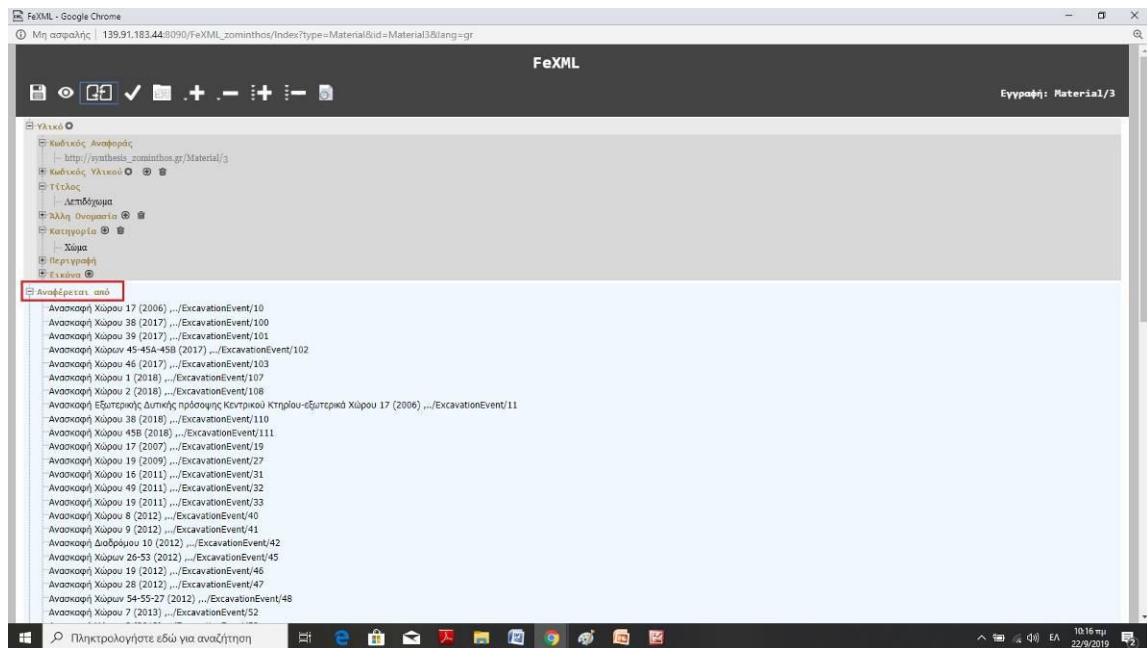 FeXML - Google Chrome
Μη ασφαλής | 139.91.183.44:8090/FeXML_zominthos/Index?type=Material&id=Material3&lang=gr
FeXML
Εγγραφή: Material/3
Υλικό
Κωδικός Αναφοράς
http://synthesis_zominthos.gr/Material/3
Κωδικός Υλικού
Τίτλος
Λεπιδόχωμα
Άλλη Ονομασία
Κατηγορία
Χώμα
Περιγραφή
Εικόνα
Αναφέρεται από
Ανασκαφή Χώρου 17 (2006) ,../ExcavationEvent/10
Ανασκαφή Χώρου 38 (2017) ,../ExcavationEvent/100
Ανασκαφή Χώρου 39 (2017) ,../ExcavationEvent/101
Ανασκαφή Χώρων 45-45Α-45Β (2017) ,../ExcavationEvent/102
Ανασκαφή Χώρου 46 (2017) ,../ExcavationEvent/103
Ανασκαφή Χώρου 1 (2018) ,../ExcavationEvent/107
Ανασκαφή Χώρου 2 (2018) ,../ExcavationEvent/108
Ανασκαφή Εξωτερικής Δυτικής πρόσοψης Κεντρικού Κτηρίου-εξωτερικά Χώρου 17 (2006) ,../ExcavationEvent/11
Ανασκαφή Χώρου 38 (2018) ,../ExcavationEvent/110
Ανασκαφή Χώρου 45Β (2018) ,../ExcavationEvent/111
Ανασκαφή Χώρου 17 (2007) ,../ExcavationEvent/19
Ανασκαφή Χώρου 19 (2009) ,../ExcavationEvent/27
Ανασκαφή Χώρου 16 (2011) ,../ExcavationEvent/31
Ανασκαφή Χώρου 49 (2011) ,../ExcavationEvent/32
Ανασκαφή Χώρου 19 (2011) ,../ExcavationEvent/33
Ανασκαφή Χώρου 8 (2012) ,../ExcavationEvent/40
Ανασκαφή Χώρου 9 (2012) ,../ExcavationEvent/41
Ανασκαφή Διαδρόμου 10 (2012) ,../ExcavationEvent/42
Ανασκαφή Χώρων 26-53 (2012) ,../ExcavationEvent/45
Ανασκαφή Χώρου 19 (2012) ,../ExcavationEvent/46
Ανασκαφή Χώρου 28 (2012) ,../ExcavationEvent/47
Ανασκαφή Χώρων 54-55-27 (2012) ,../ExcavationEvent/48
Ανασκαφή Χώρου 7 (2013) ,../ExcavationEvent/52
Πληκτρολογήστε εδώ για αναζήτηση
ΕΛ
10:16 πμ
22/9/2019